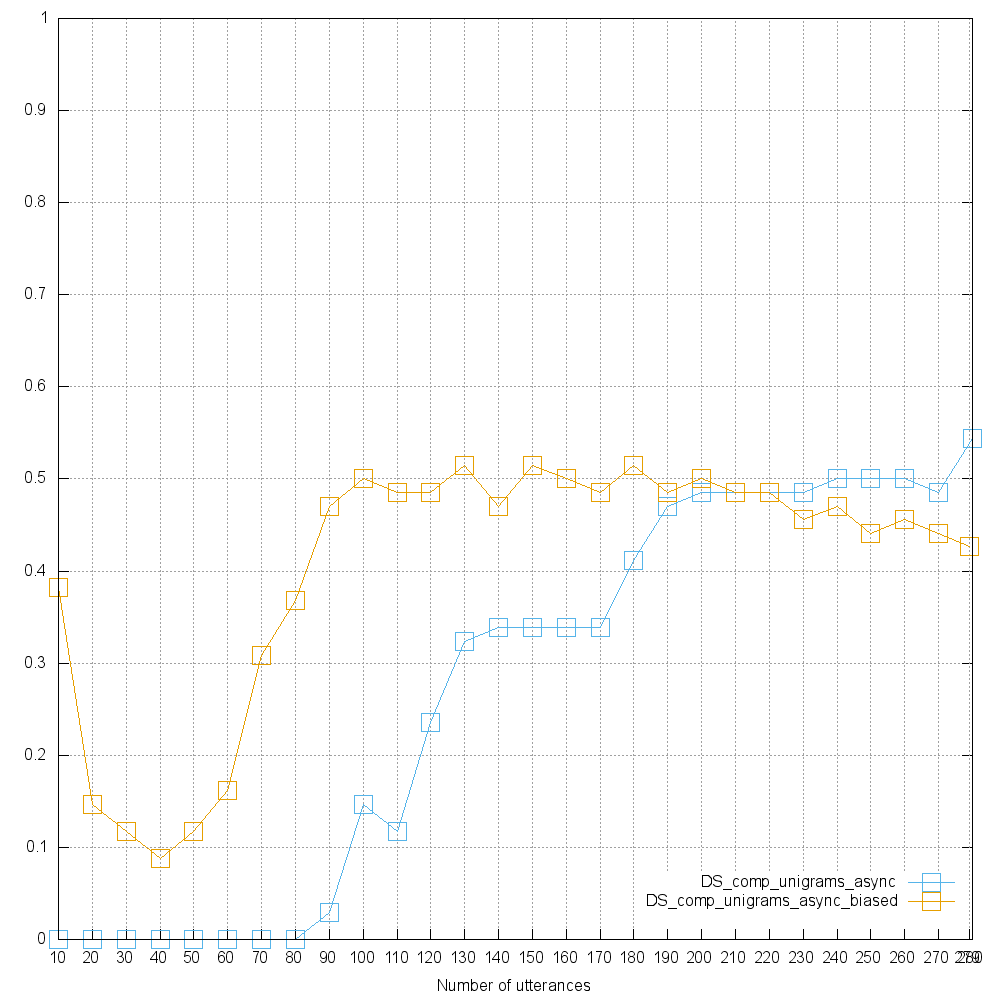 1
0.9
0.8
0.7
0.6
0.5
0.4
0.3
0.2
0.1
0
DS_comp_unigrams_async
DS_comp_unigrams_async_biased
10 20 30 40 50 60 70 80 90 100 110 120 130 140 150 160 170 180 190 200 210 220 230 240 250 260 270 279 280
Number of utterances